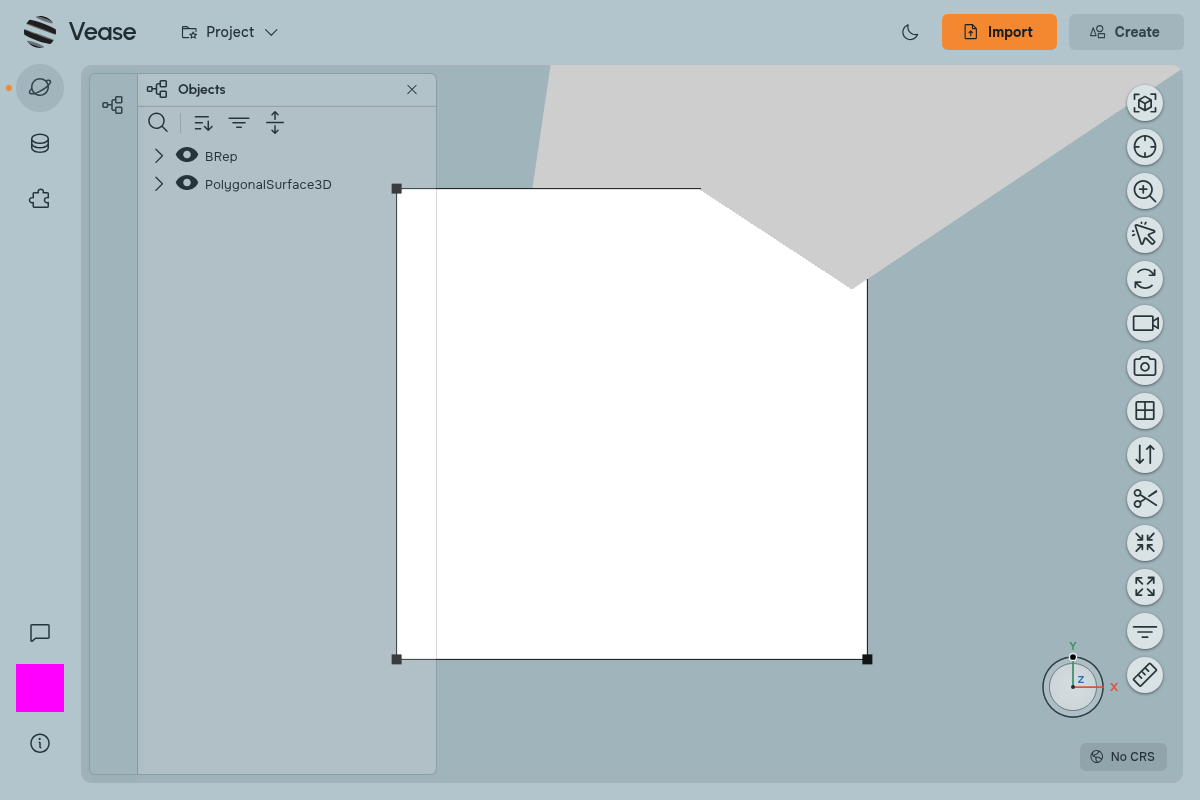 Vease
Project
Import
Create
Objects
BRep
PolygonalSurface3D
Y
Z
X
No CRS